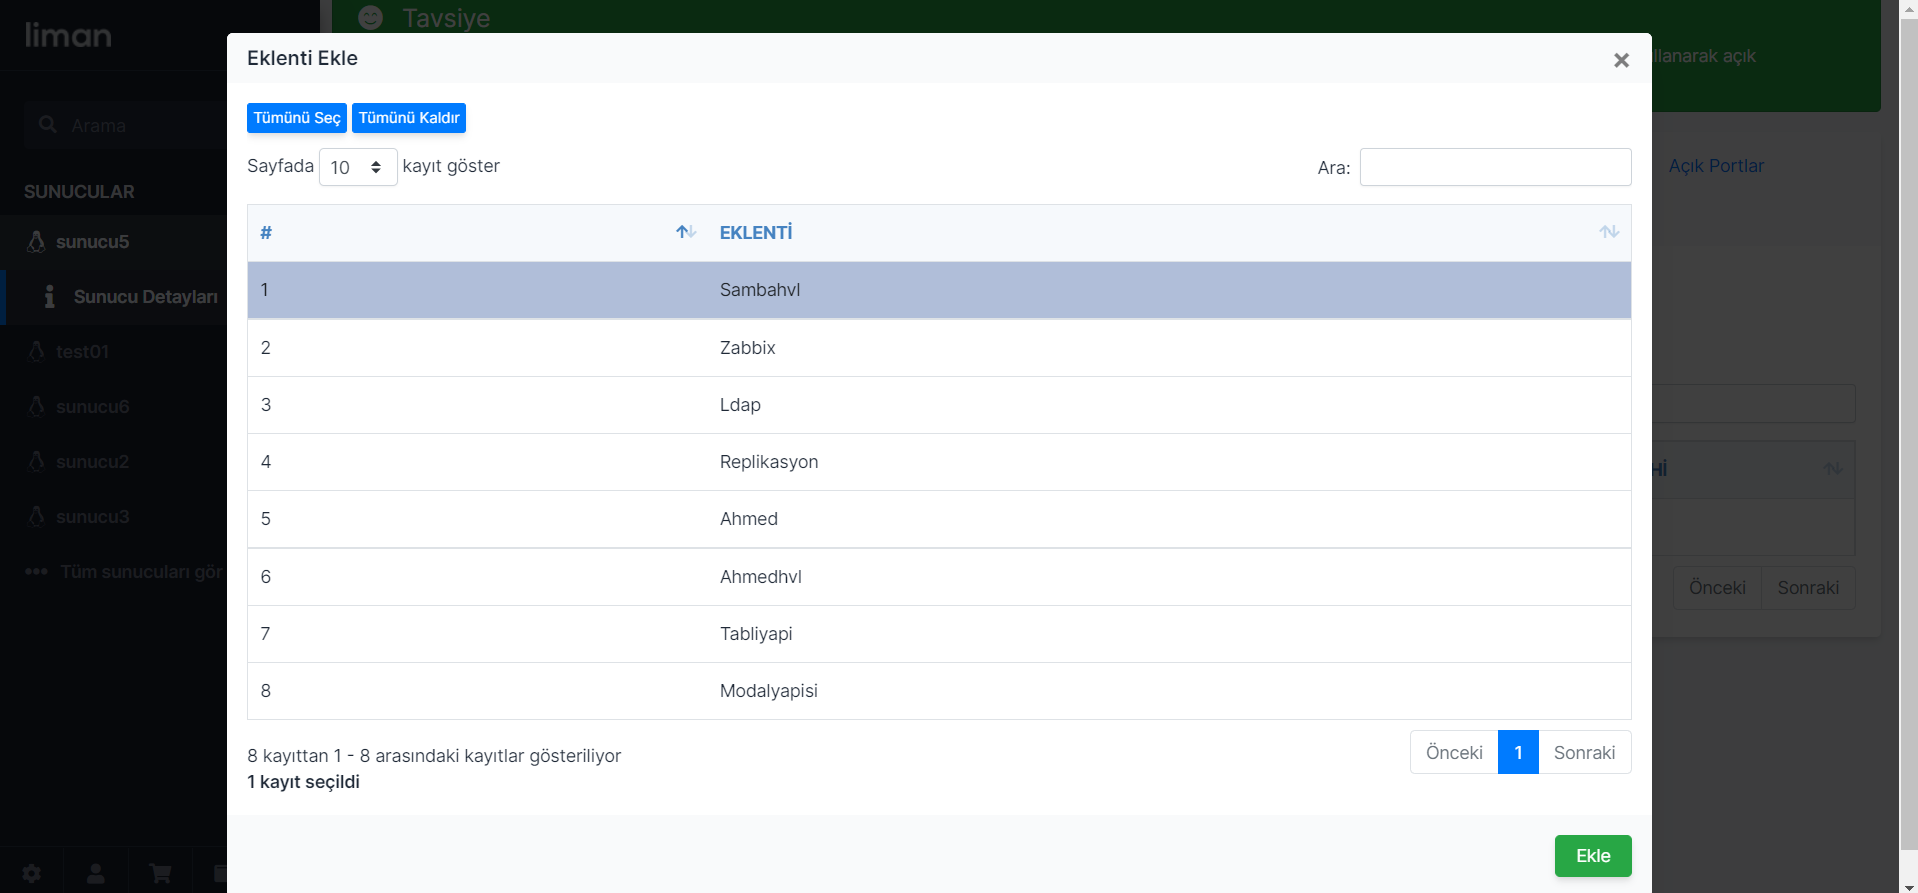 liman
Tavsiye
Eklenti Ekle
×
llanarak açık
Arama
Tümünü Seç Tümünü Kaldır
Sayfada 10 kayıt göster
Ara:
Açık Portlar
SUNUCULAR
# EKLENTİ
sunucu5
1 Sambahvl
Sunucu Detayları
2 Zabbix
test01
3 Ldap
sunucu6
4 Replikasyon
sunucu2
Hİ
5 Ahmed
sunucu3
6 Ahmedhvl
Tüm sunucuları gör
Önceki Sonraki
7 Tabliyapi
8 Modalyapisi
8 kayıttan 1 - 8 arasındaki kayıtlar gösteriliyor
Önceki 1 Sonraki
1 kayıt seçildi
Ekle